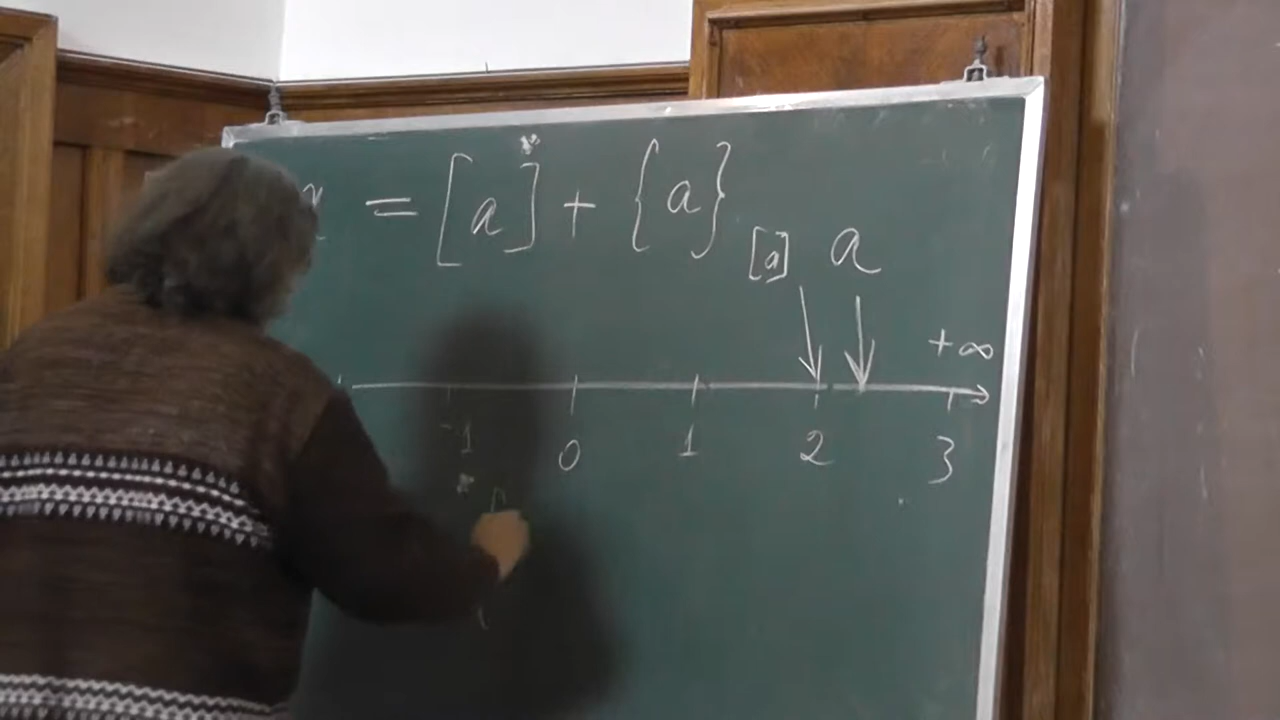 = [a] + {a}
[a] a
+∞
-1 0 1 2 3